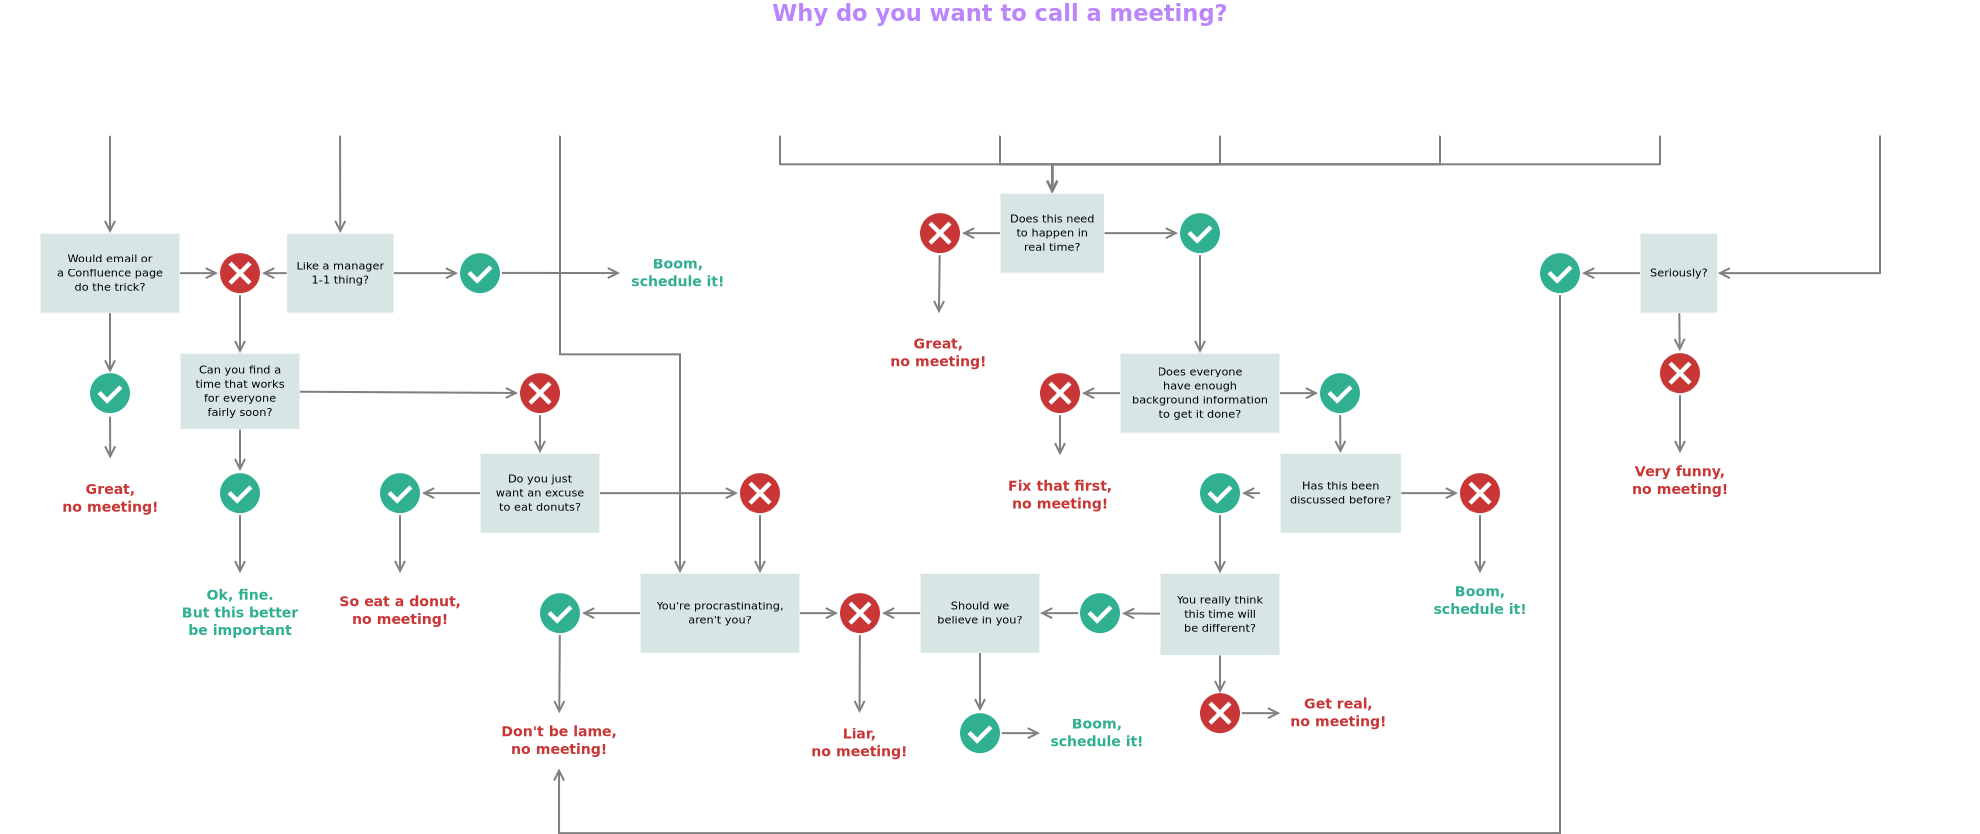 Why do you want to call a meeting?
Would email or
a Confluence page
do the trick?
Like a manager
1-1 thing?
Boom,
schedule it!
Does this need
to happen in
real time?
Seriously?
Great,
no meeting!
Can you find a
time that works
for everyone
fairly soon?
Does everyone
have enough
background information
to get it done?
Great,
no meeting!
Do you just
want an excuse
to eat donuts?
Fix that first,
no meeting!
Has this been
discussed before?
Very funny,
no meeting!
Ok, fine.
But this better
be important
So eat a donut,
no meeting!
You're procrastinating,
aren't you?
Should we
believe in you?
You really think
this time will
be different?
Boom,
schedule it!
Don't be lame,
no meeting!
Liar,
no meeting!
Boom,
schedule it!
Get real,
no meeting!